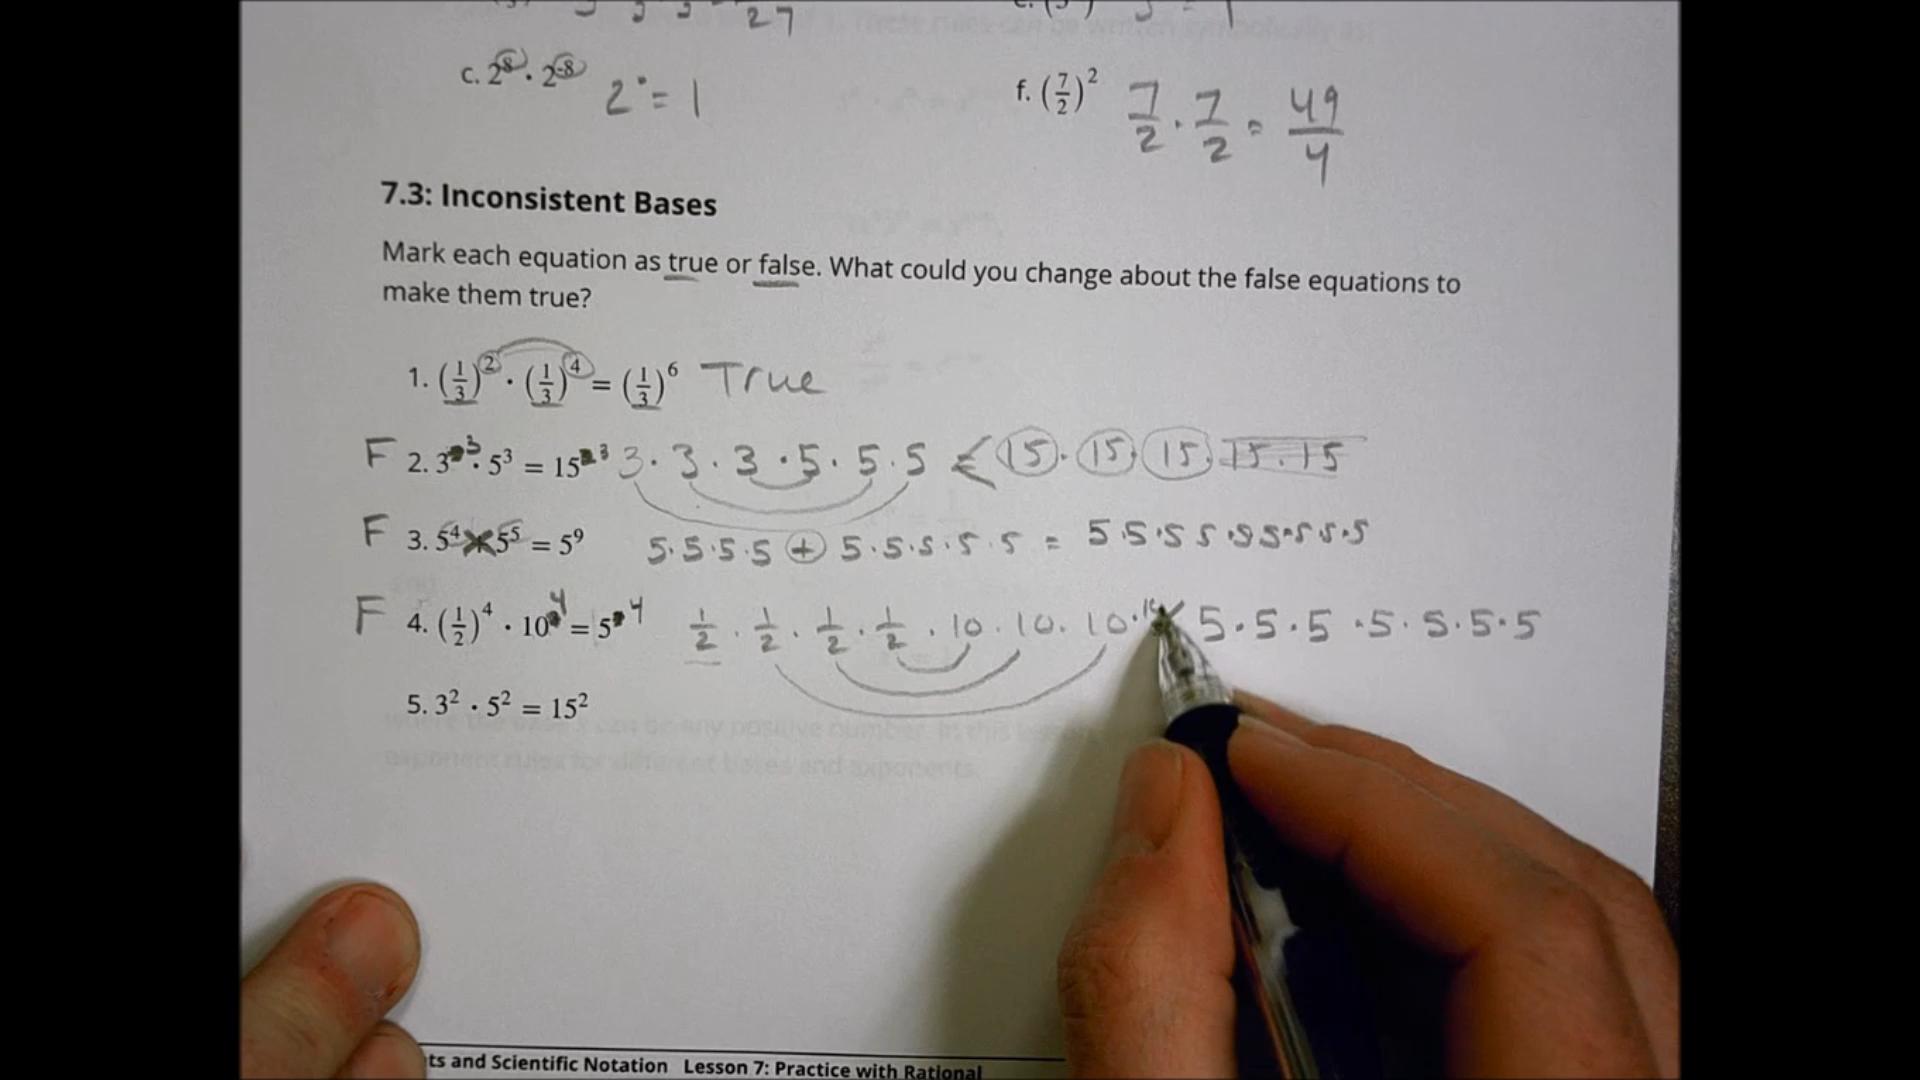 27
c. 2⁸ · 2⁻⁸ 2⁰ = 1
f. (7/2)² 7/2 · 7/2 = 49/4
7.3: Inconsistent Bases
Mark each equation as true or false. What could you change about the false equations to
make them true?
1. (1/3)² · (1/3)⁴ = (1/3)⁶ True
F 2. 3³ · 5³ = 15³ 3 · 3 · 3 · 5 · 5 · 5 15 · 15 · 15 15 · 15
F 3. 5⁴ 5⁵ = 5⁹ 5·5·5·5 + 5·5·5·5·5 = 5·5·5 5·5 5·5·5·5
F 4. (1/2)⁴ · 10⁴ = 5⁴ 1/2 · 1/2 · 1/2 · 1/2 · 10 · 10 · 10 · 5 · 5 · 5 · 5 · 5 · 5 · 5
5. 3² · 5² = 15²
ts and Scientific Notation Lesson 7: Practice with Rational